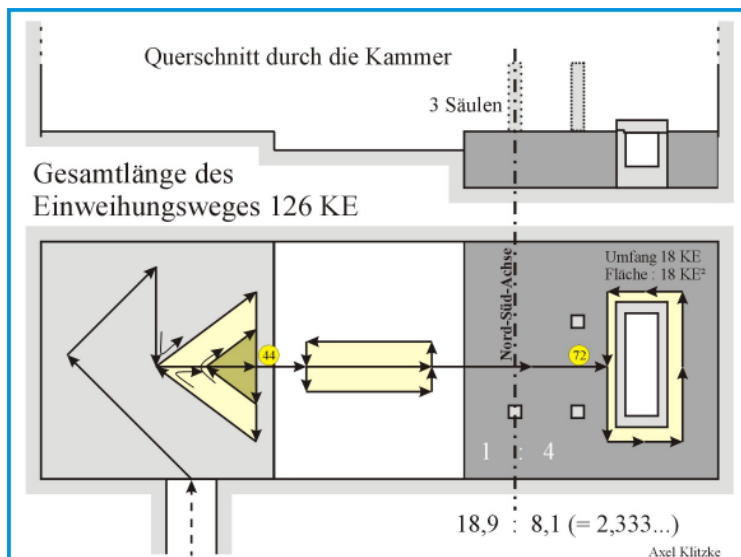 Querschnitt durch die Kammer
3 Säulen
Gesamtlänge des
Einweihungsweges 126 KE
Nord-Süd-Achse
Umfang 18 KE
Fläche : 18 KE²
44
72
1 : 4
18,9 : 8,1 (= 2,333...)
Axel Klitzke